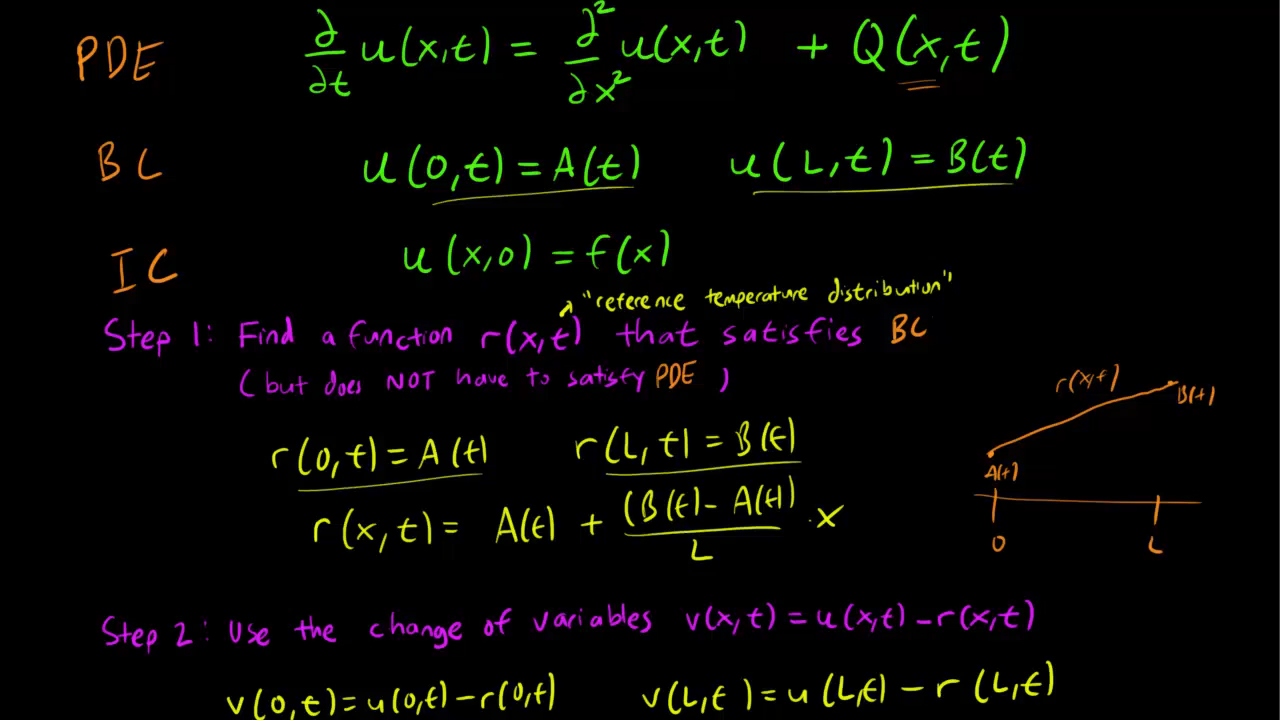 PDE ∂/∂t u(x,t) = ∂²/∂x² u(x,t) + Q(x,t)
BC u(0,t) = A(t) u(L,t) = B(t)
IC u(x,0) = f(x)
"reference temperature distribution"
Step 1: Find a function r(x,t) that satisfies BC
(but does NOT have to satisfy PDE)
r(x,t)
B(t)
A(t)
0 L
r(0,t) = A(t) r(L,t) = B(t)
r(x,t) = A(t) + (B(t) - A(t))/L · x
Step 2: Use the change of variables v(x,t) = u(x,t) - r(x,t)
v(0,t) = u(0,t) - r(0,t) v(L,t) = u(L,t) - r(L,t)